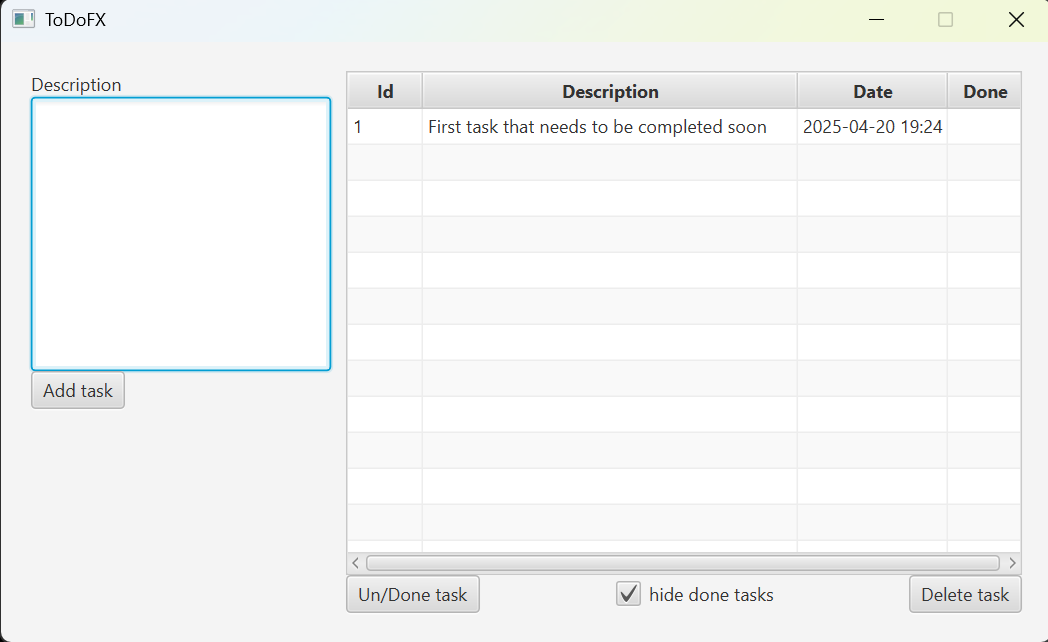 ToDoFX
Description
Add task
Id Description Date Done
1 First task that needs to be completed soon 2025-04-20 19:24
Un/Done task hide done tasks Delete task